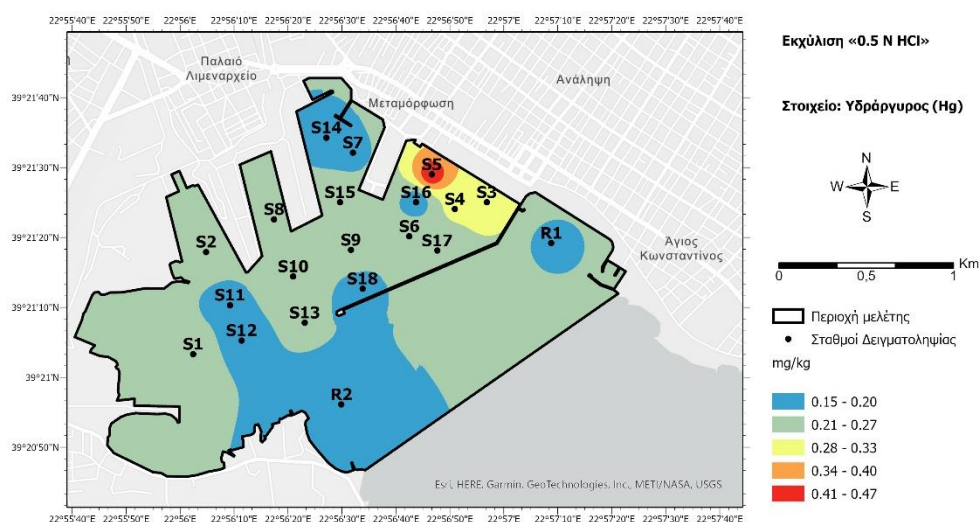 22°55'40"E 22°55'50"E 22°56'E 22°56'10"E 22°56'20"E 22°56'30"E 22°56'40"E 22°56'50"E 22°57'E 22°57'10"E 22°57'20"E 22°57'30"E 22°57'40"E
Εκχύλιση «0.5 N HCl»
Παλαιό
Λιμεναρχείο
Ανάληψη
Μεταμόρφωση
Στοιχείο: Υδράργυρος (Hg)
39°21'40"N
39°21'30"N
39°21'20"N
39°21'10"N
39°21'N
39°20'50"N
S14
S7
S5
S16
S4
S3
S15
S8
S6
S17
S9
S2
R1
Άγιος
Κωνσταντίνος
S10
S18
S11
S13
S12
S1
R2
N
W E
S
Km
0 0,5 1
Περιοχή μελέτης
Σταθμοί Δειγματοληψίας
mg/kg
0.15 - 0.20
0.21 - 0.27
0.28 - 0.33
0.34 - 0.40
0.41 - 0.47
Esri, HERE, Garmin, GeoTechnologies, Inc., METI/NASA, USGS
22°55'40"E 22°55'50"E 22°56'E 22°56'10"E 22°56'20"E 22°56'30"E 22°56'40"E 22°56'50"E 22°57'E 22°57'10"E 22°57'20"E 22°57'30"E 22°57'40"E